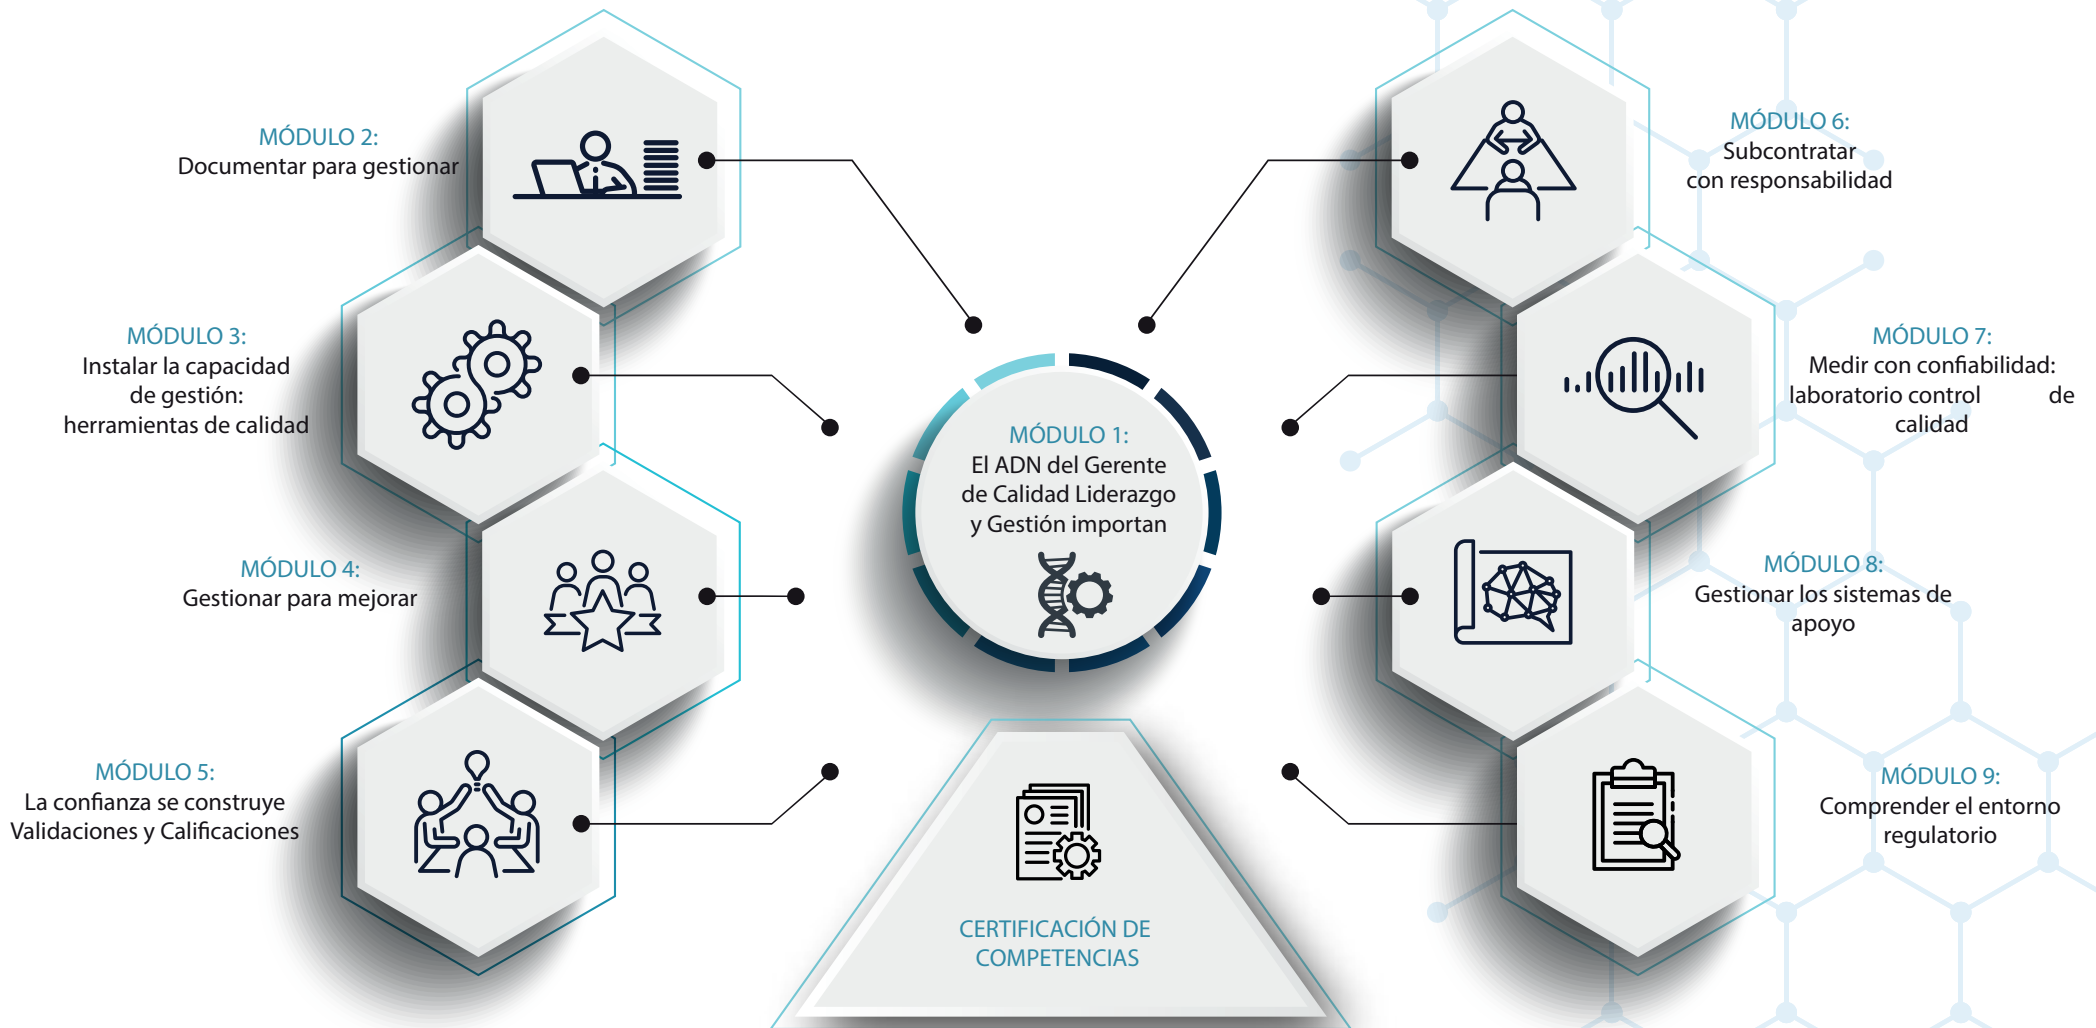 MÓDULO 2:
Documentar para gestionar
MÓDULO 3:
Instalar la capacidad
de gestión:
herramientas de calidad
MÓDULO 4:
Gestionar para mejorar
MÓDULO 5:
La confianza se construye
Validaciones y Calificaciones
MÓDULO 1:
El ADN del Gerente
de Calidad Liderazgo
y Gestión importan
CERTIFICACIÓN DE
COMPETENCIAS
MÓDULO 6:
Subcontratar
con responsabilidad
MÓDULO 7:
Medir con confiabilidad:
laboratorio control de
calidad
MÓDULO 8:
Gestionar los sistemas de
apoyo
MÓDULO 9:
Comprender el entorno
regulatorio